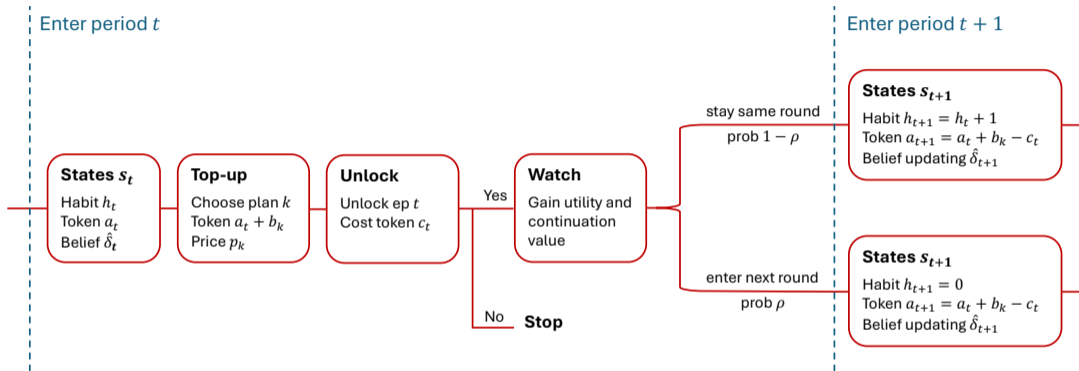 Enter period t
Enter period t + 1
States s_t
Habit h_t
Token a_t
Belief δ̂_t
Top-up
Choose plan k
Token a_t + b_k
Price p_k
Unlock
Unlock ep t
Cost token c_t
Yes
No
Stop
Watch
Gain utility and
continuation
value
stay same round
prob 1 − ρ
enter next round
prob ρ
States s_{t+1}
Habit h_{t+1} = h_t + 1
Token a_{t+1} = a_t + b_k − c_t
Belief updating δ̂_{t+1}
States s_{t+1}
Habit h_{t+1} = 0
Token a_{t+1} = a_t + b_k − c_t
Belief updating δ̂_{t+1}